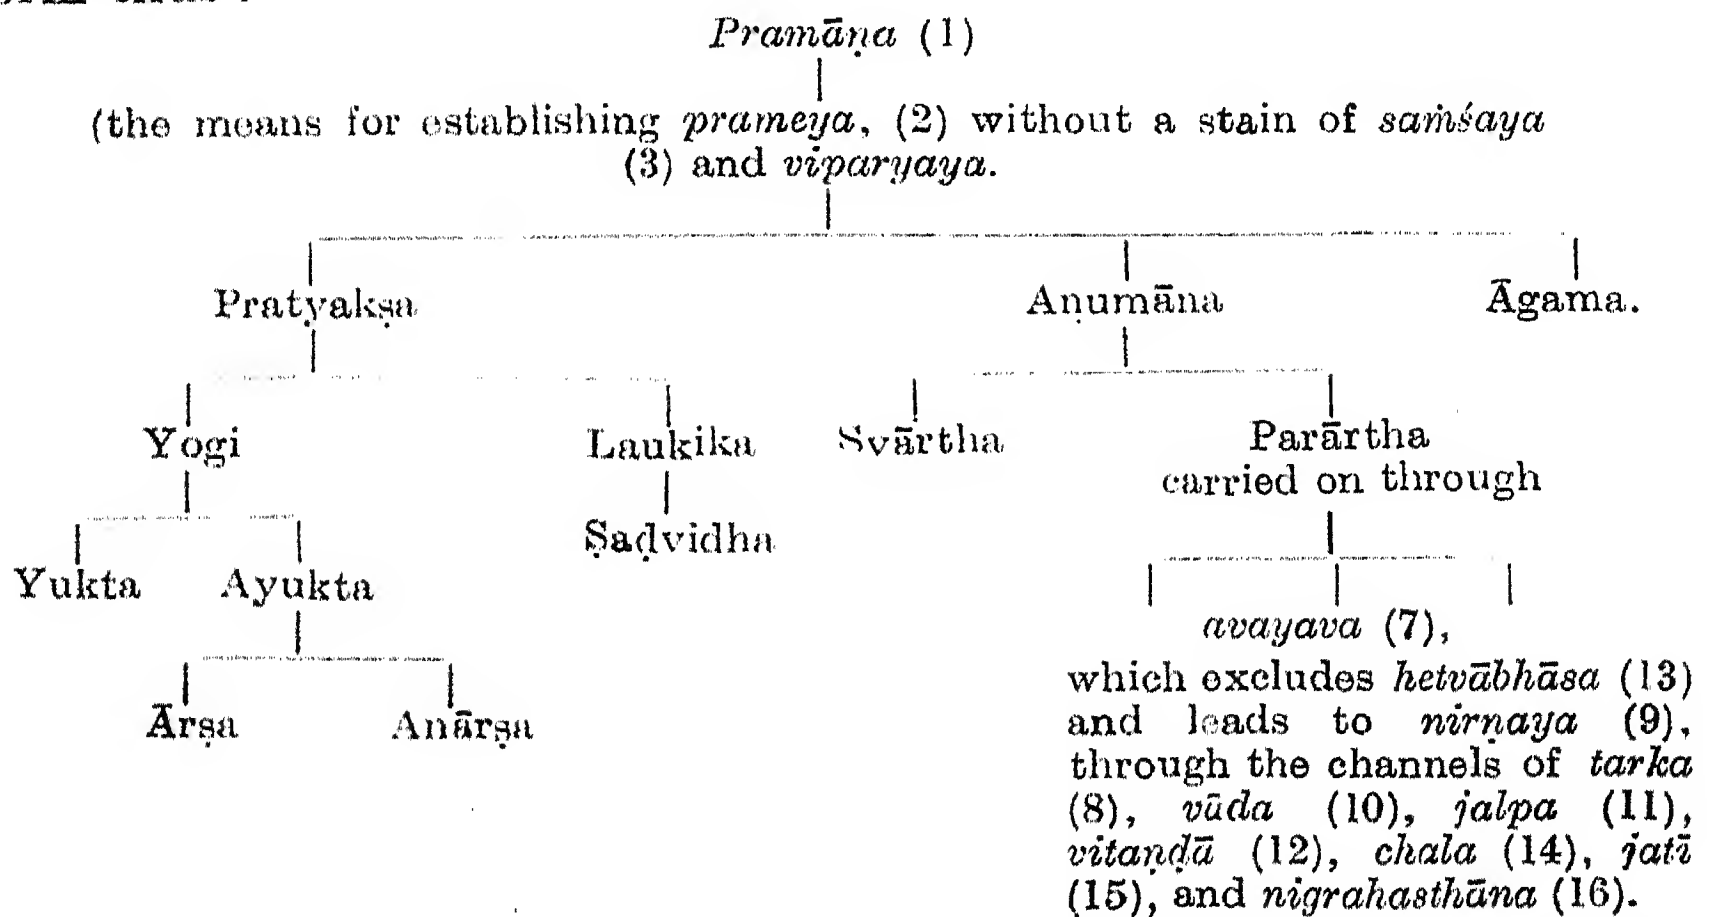 Pramāṇa (1)
(the means for establishing prameya, (2) without a stain of saṁśaya
(3) and viparyaya.
Pratyakṣa Aṇumāna Āgama.
Yogi Laukika Svārtha Parārtha
carried on through
Ṣaḍvidha
Yukta Ayukta
avayava (7),
which excludes hetvābhāsa (13)
and leads to nirṇaya (9),
through the channels of tarka
(8), vāda (10), jalpa (11),
vitaṇḍā (12), chala (14), jatī
(15), and nigrahasthāna (16).
Ārṣa Anārṣa